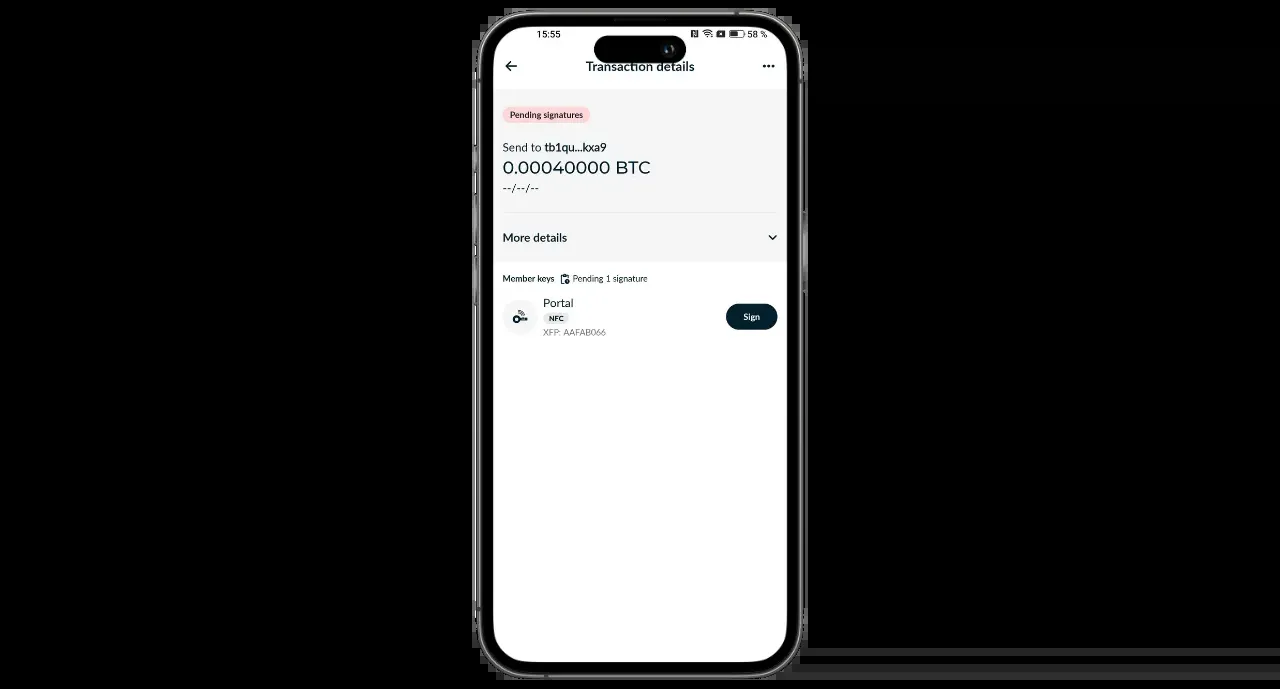 15:55 58 %
Transaction details
Pending signatures
Send to tb1qu...kxa9
0.00040000 BTC
--/--/--
More details
Member keys Pending 1 signature
Portal
NFC
XFP: AAFAB066
Sign